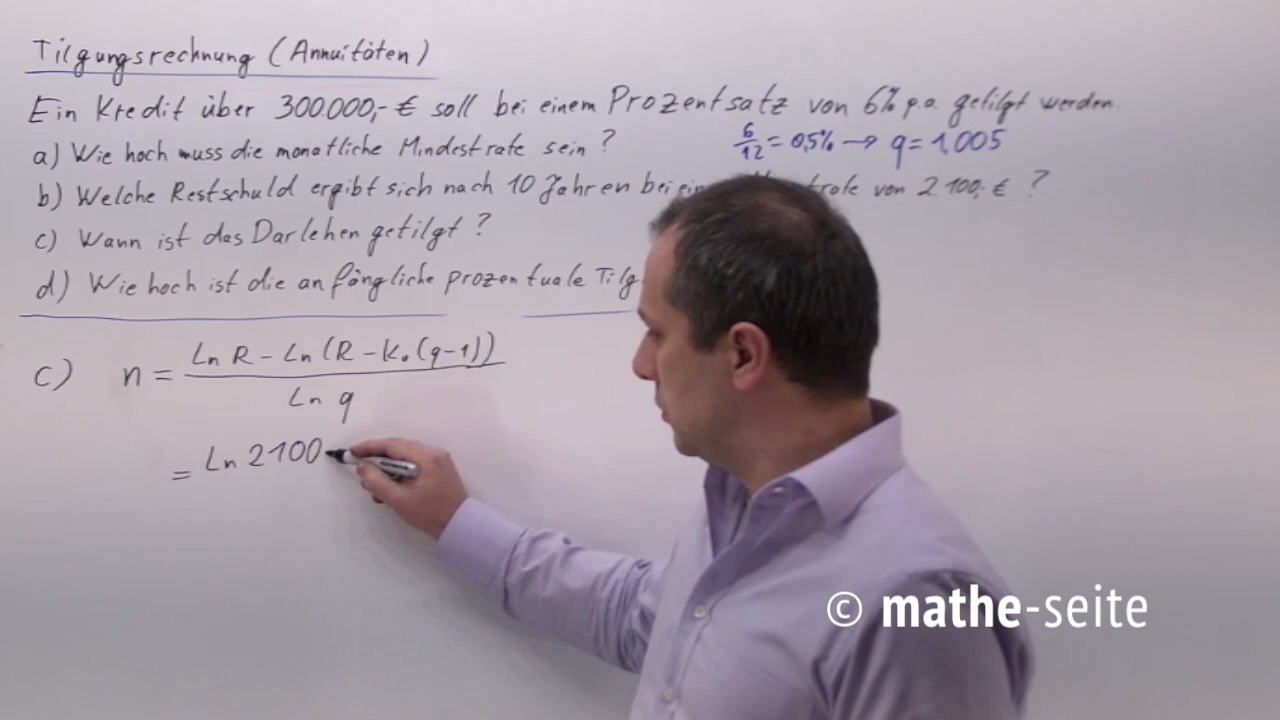 Tilgungsrechnung (Annuitäten)
Ein Kredit über 300.000,- € soll bei einem Prozentsatz von 6% p.a. getilgt werden.
a) Wie hoch muss die monatliche Mindestrate sein ? 6/12 = 0,5% → q = 1,005
b) Welche Restschuld ergibt sich nach 10 Jahren bei von 2.100,- € ?
c) Wann ist das Darlehen getilgt ?
d) Wie hoch ist die anfängliche prozentuale Tilg
c) n = (Ln R - Ln (R - K₀ (q-1))) / Ln q
= Ln 2100
© mathe-seite